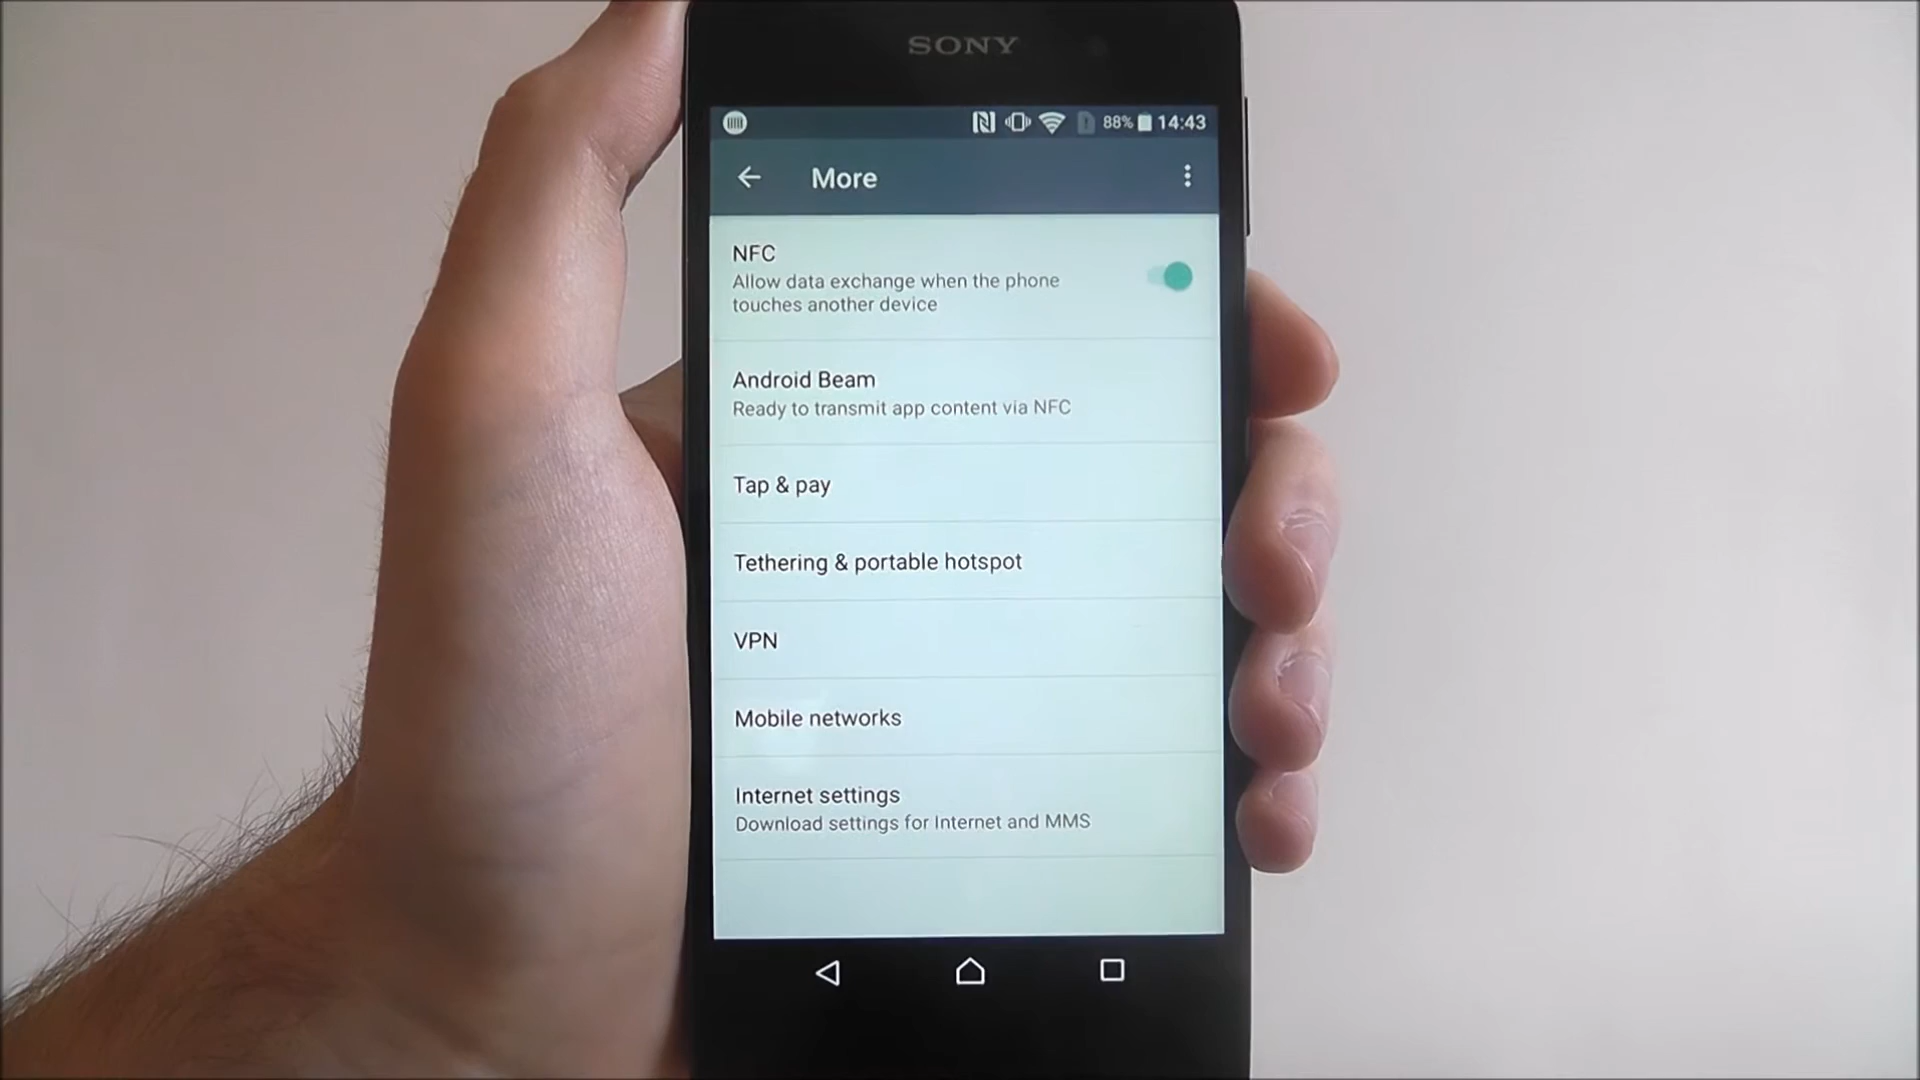 SONY
88% 14:43
More
NFC
Allow data exchange when the phone
touches another device
Android Beam
Ready to transmit app content via NFC
Tap & pay
Tethering & portable hotspot
VPN
Mobile networks
Internet settings
Download settings for Internet and MMS